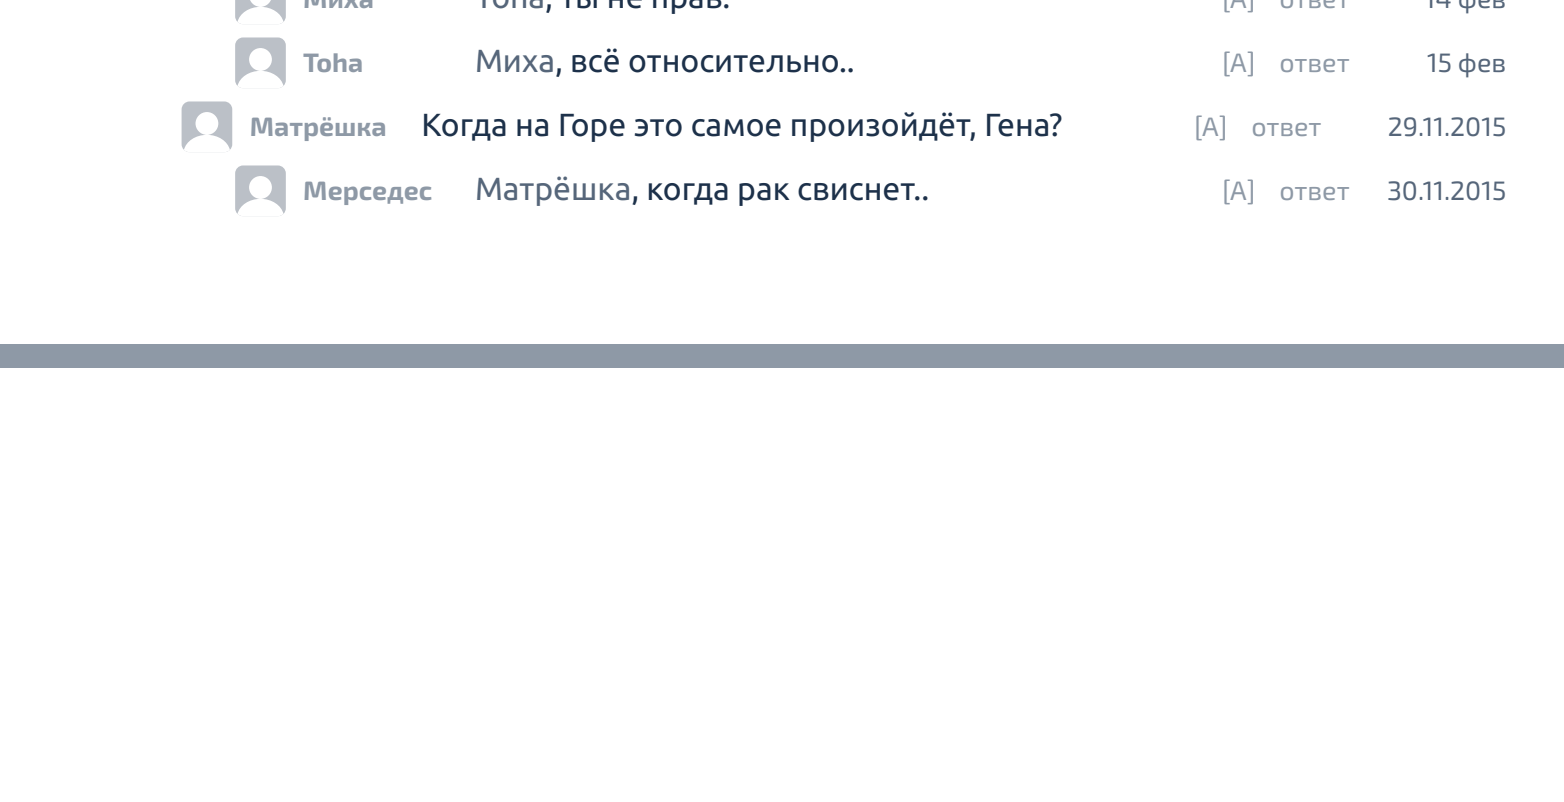 Миха Toha, ты не прав. [A] ответ 14 фев
Toha Миха, всё относительно.. [A] ответ 15 фев
Матрёшка Когда на Горе это самое произойдёт, Гена? [A] ответ 29.11.2015
Мерседес Матрёшка, когда рак свиснет.. [A] ответ 30.11.2015